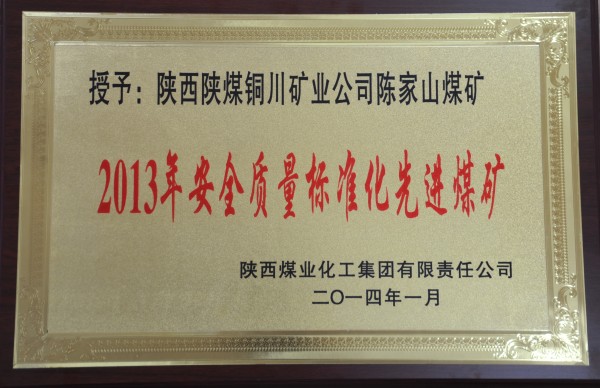 授予：陕西陕煤铜川矿业公司陈家山煤矿
2013年安全质量标准化先进煤矿
陕西煤业化工集团有限责任公司
二〇一四年一月